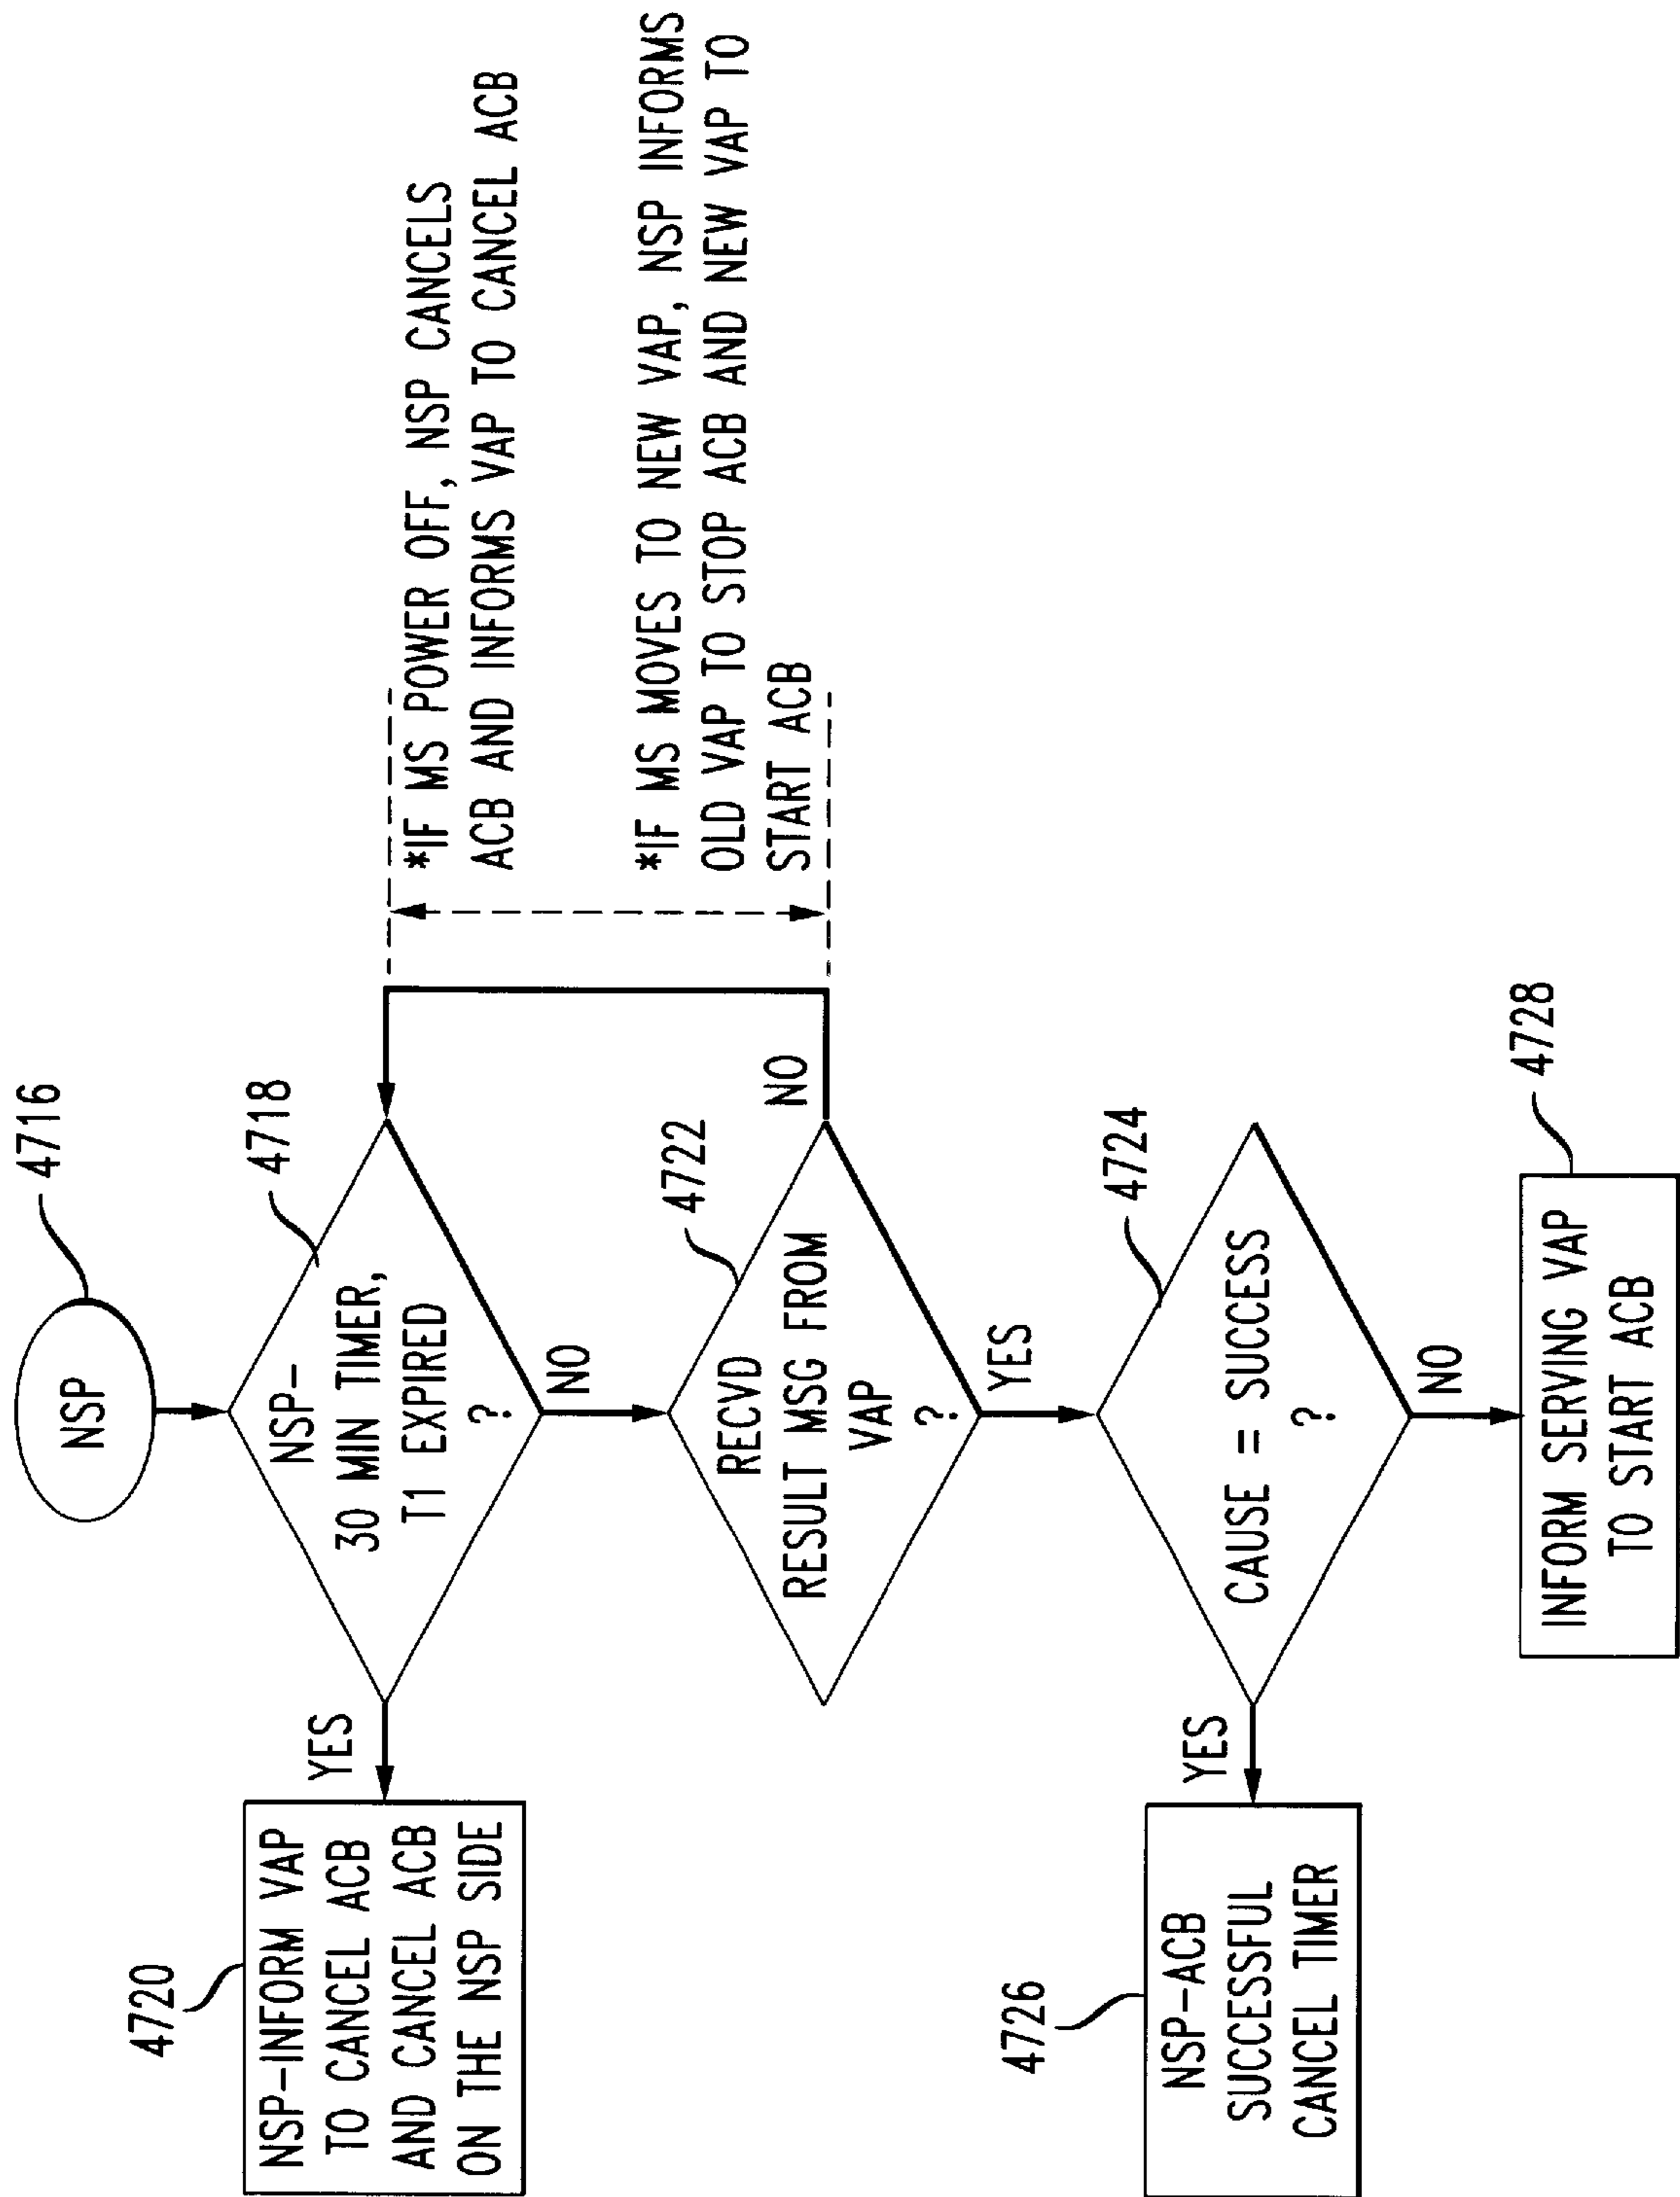 4716
NSP
4718
NSP-
30 MIN TIMER,
T1 EXPIRED
?
YES
NO
4720
NSP-INFORM VAP
TO CANCEL ACB
AND CANCEL ACB
ON THE NSP SIDE
*IF MS POWER OFF, NSP CANCELS
ACB AND INFORMS VAP TO CANCEL ACB
*IF MS MOVES TO NEW VAP, NSP INFORMS
OLD VAP TO STOP ACB AND NEW VAP TO
START ACB
4722
RECVD
RESULT MSG FROM
VAP
?
NO
YES
4724
CAUSE = SUCCESS
?
YES
NO
4726
NSP-ACB
SUCCESSFUL
CANCEL TIMER
4728
INFORM SERVING VAP
TO START ACB